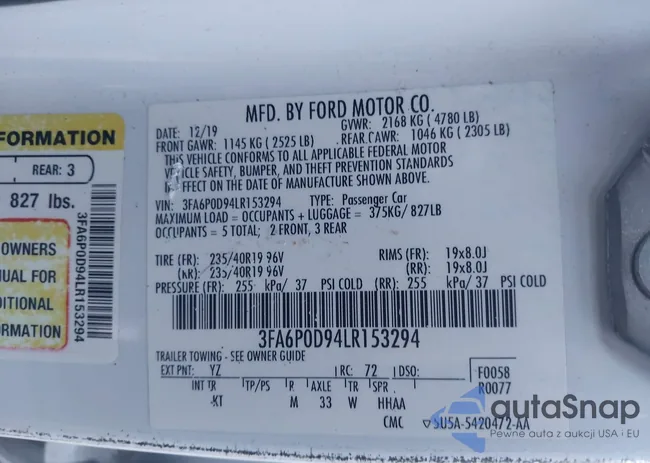 FORMATION
REAR: 3
827 lbs.
OWNERS
NUAL FOR
DITIONAL
RMATION
3FA6P0D94LR153294
MFD. BY FORD MOTOR CO.
DATE: 12/19 GVWR: 2168 KG ( 4780 LB)
FRONT GAWR: 1145 KG ( 2525 LB) REAR GAWR: 1046 KG ( 2305 LB)
THIS VEHICLE CONFORMS TO ALL APPLICABLE FEDERAL MOTOR
VEHICLE SAFETY, BUMPER, AND THEFT PREVENTION STANDARDS
IN EFFECT ON THE DATE OF MANUFACTURE SHOWN ABOVE.
VIN: 3FA6P0D94LR153294 TYPE: Passenger Car
MAXIMUM LOAD = OCCUPANTS + LUGGAGE = 375KG/ 827LB
OCCUPANTS = 5 TOTAL; 2 FRONT, 3 REAR
TIRE (FR): 235/40R19 96V RIMS (FR): 19x8.0J
(RR): 235/40R19 96V (RR): 19x8.0J
PRESSURE (FR): 255 kPa/ 37 PSI COLD (RR): 255 kPa/ 37 PSI COLD
3FA6P0D94LR153294
TRAILER TOWING - SEE OWNER GUIDE
EXT PNT: YZ RC: 72 DSO: F0058
INT TR TP/PS R AXLE TR SPR R0077
KT M 33 W HHAA
CMC 5U5A-5420472-AA
autoSnap
Pewne auta z aukcji USA i EU